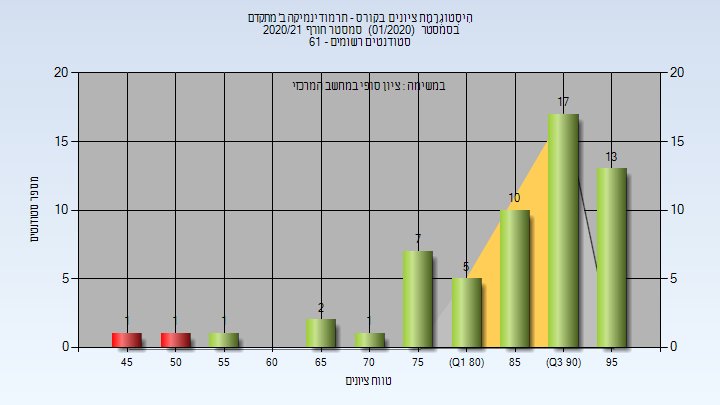 היסטוגרמת ציונים בקורס - תרמודינמיקה ב' מתקדם
בסמסטר (01/2020) סמסטר חורף 2020/21
סטודנטים רשומים - 61
במשימה : ציון סופי במחשב המרכזי
20 20
15 15
10 10
5 5
0 0
מספר סטודנטים
1 1 1 2 1 7 5 10 17 13
45 50 55 60 65 70 75 (Q1 80) 85 (Q3 90) 95
טווח ציונים